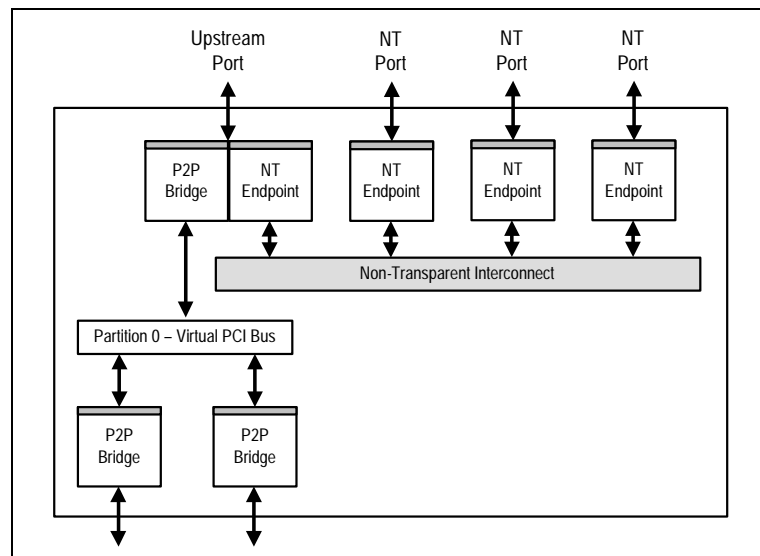 Upstream Port
NT Port
NT Port
NT Port
P2P Bridge
NT Endpoint
NT Endpoint
NT Endpoint
NT Endpoint
Non-Transparent Interconnect
Partition 0 – Virtual PCI Bus
P2P Bridge
P2P Bridge